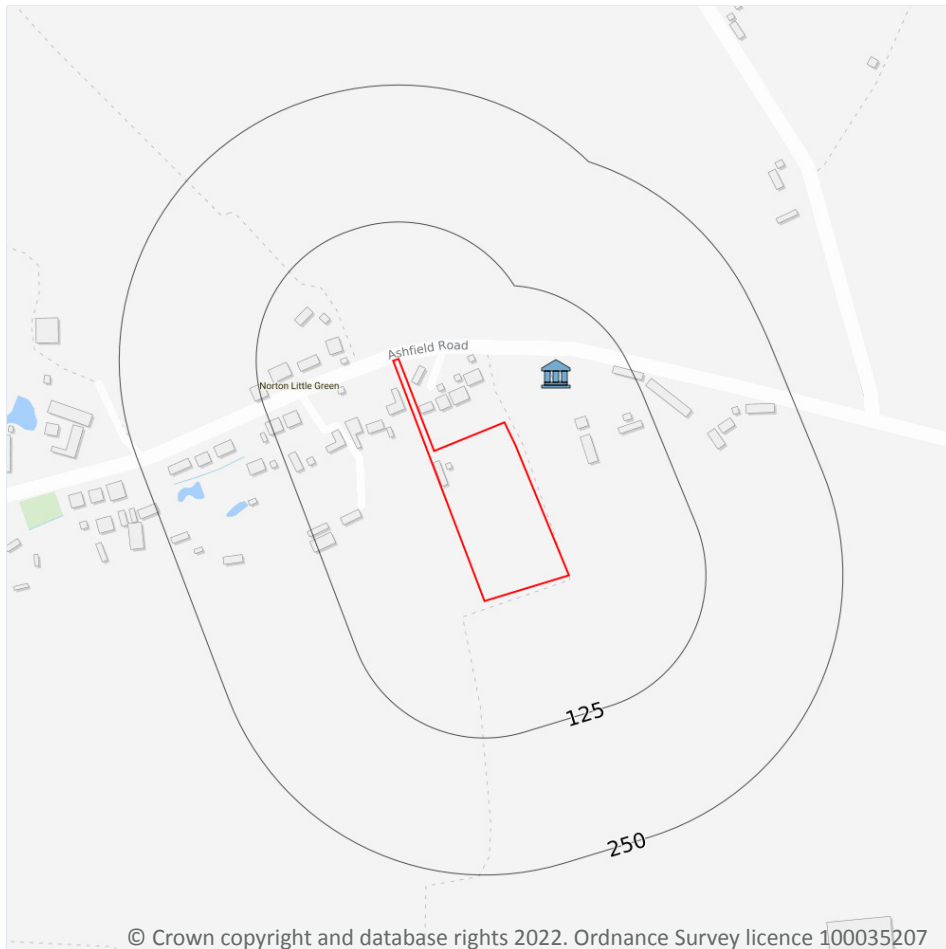 Ashfield Road
Norton Little Green
125
250
© Crown copyright and database rights 2022. Ordnance Survey licence 100035207